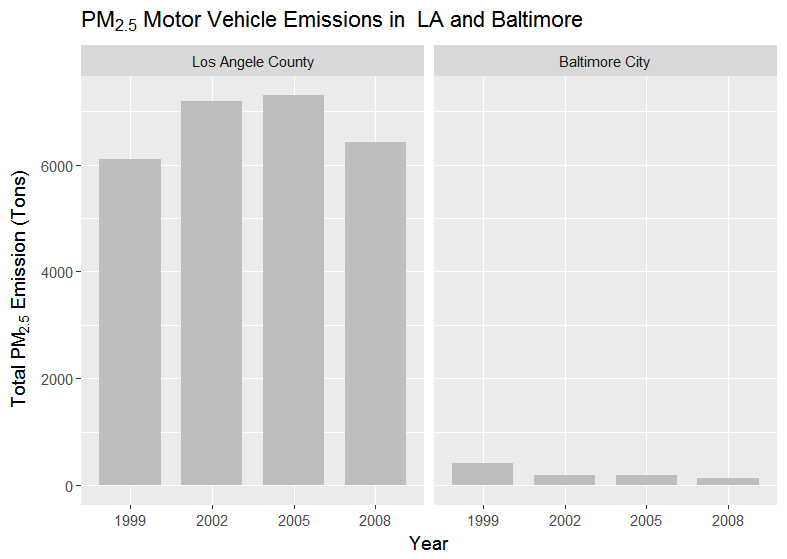 PM2.5 Motor Vehicle Emissions in  LA and Baltimore
Los Angele County
Baltimore City
Total PM2.5 Emission (Tons)
6000
4000
2000
0
1999 2002 2005 2008
1999 2002 2005 2008
Year